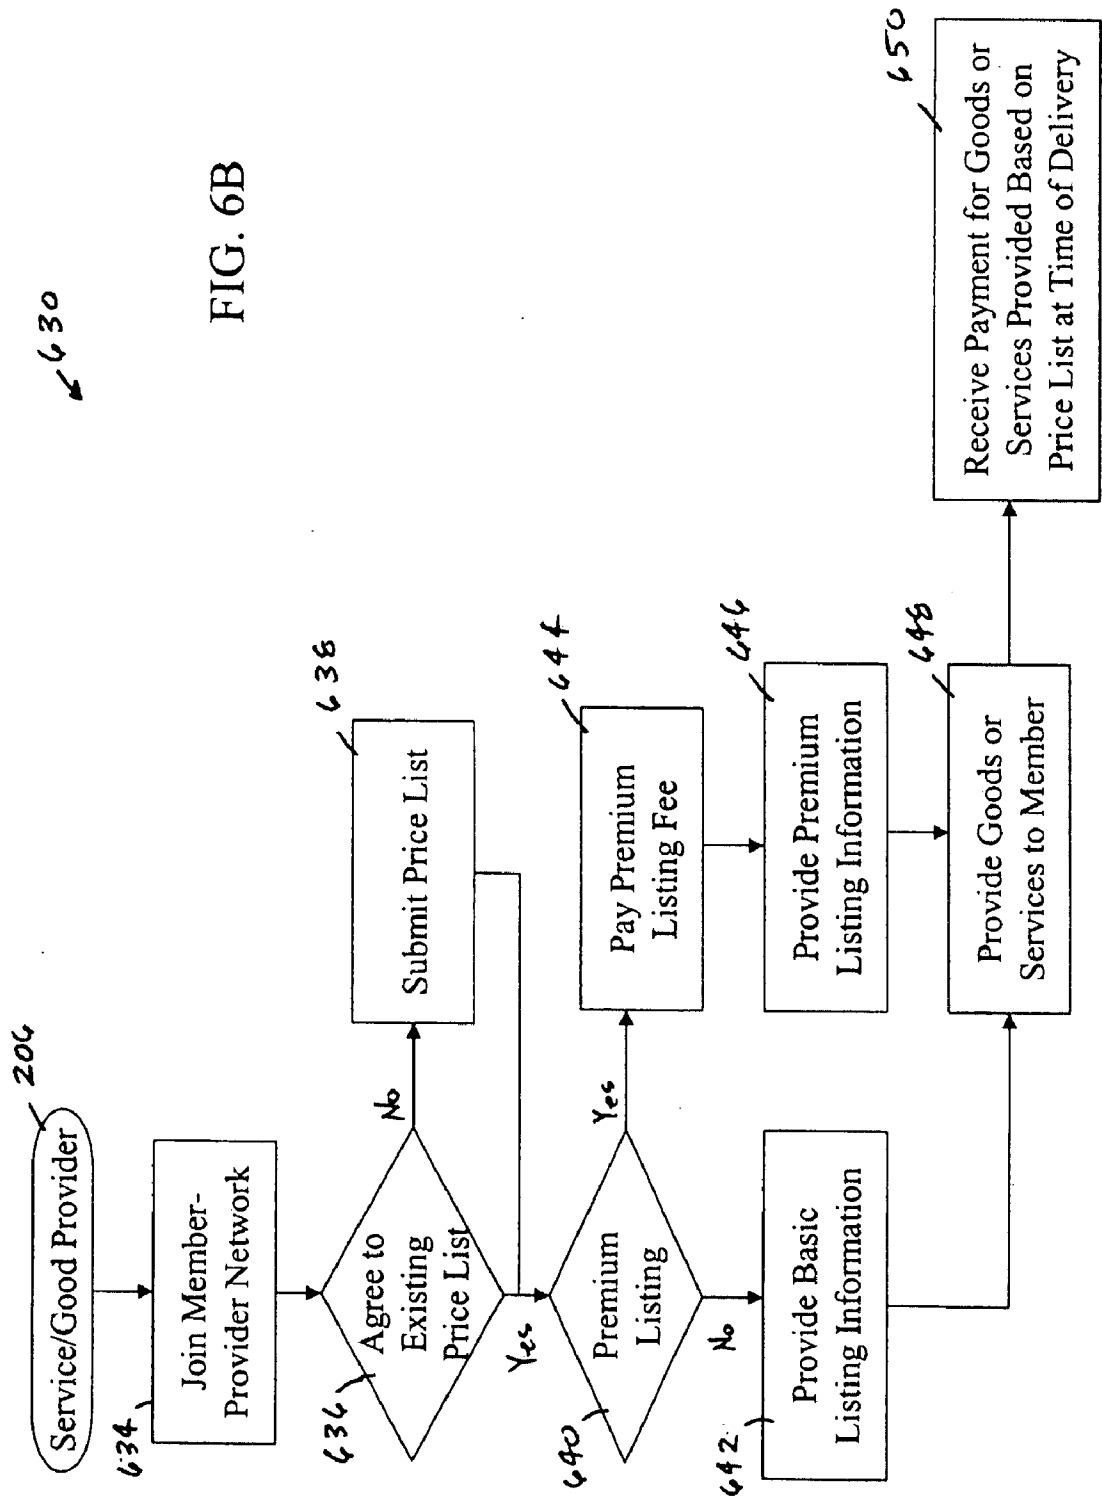 FIG. 6B
630
Service/Good Provider
206
Join Member-
Provider Network
634
Agree to
Existing
Price List
636
No
Yes
Submit Price List
638
Premium
Listing
640
Yes
No
Pay Premium
Listing Fee
644
Provide Basic
Listing Information
642
Provide Premium
Listing Information
646
Provide Goods or
Services to Member
648
Receive Payment for Goods or
Services Provided Based on
Price List at Time of Delivery
650